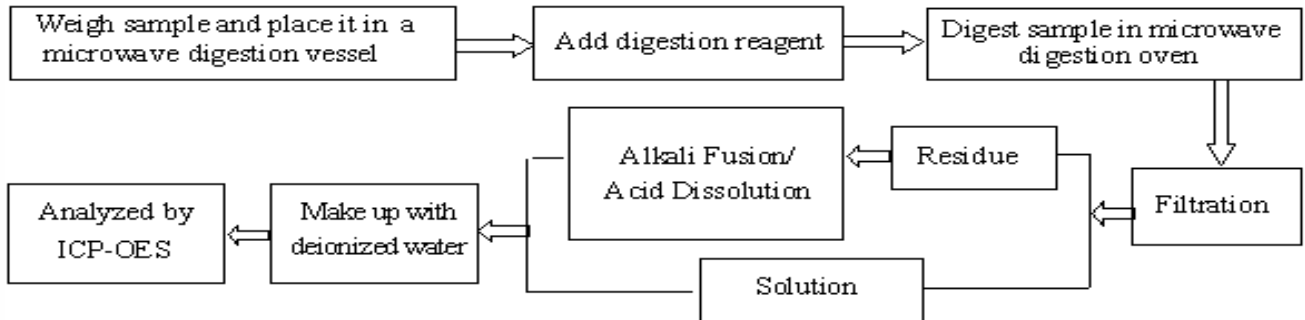 Weigh sample and place it in a
microwave digestion vessel
Add digestion reagent
Digest sample in microwave
digestion oven
Filtration
Residue
Alkali Fusion/
Acid Dissolution
Solution
Make up with
deionized water
Analyzed by
ICP-OES